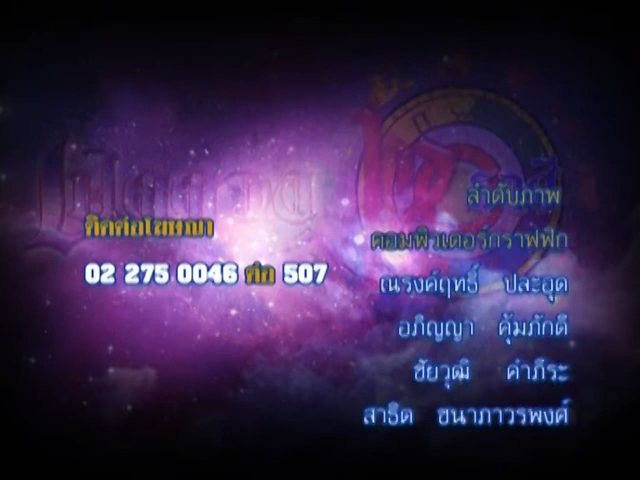 ติดต่อโฆษณา
02 275 0046 ต่อ 507
ลำดับภาพ
คอมพิวเตอร์กราฟฟิก
ณรงค์ฤทธิ์ ปละอุด
อภิญญา คุ้มภักดี
ชัยวุฒิ คำภิระ
สาธิต ชนาภาวรพงศ์